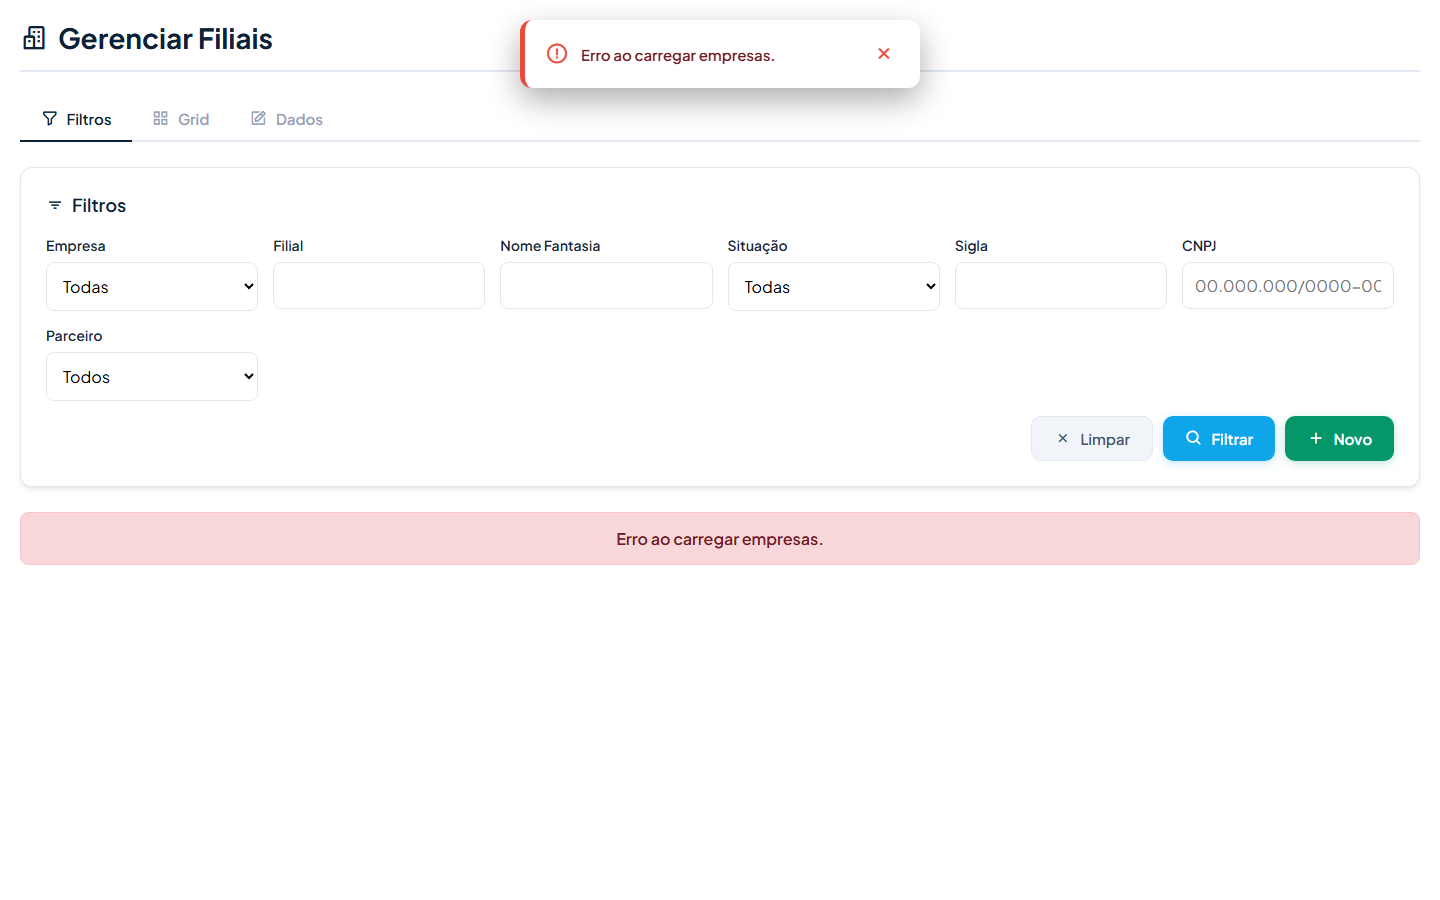 Gerenciar Filiais
Erro ao carregar empresas.
Filtros
Grid
Dados
Filtros
Empresa
Filial
Nome Fantasia
Situação
Sigla
CNPJ
Todas
Todas
00.000.000/0000-00
Parceiro
Todos
Limpar
Filtrar
Novo
Erro ao carregar empresas.